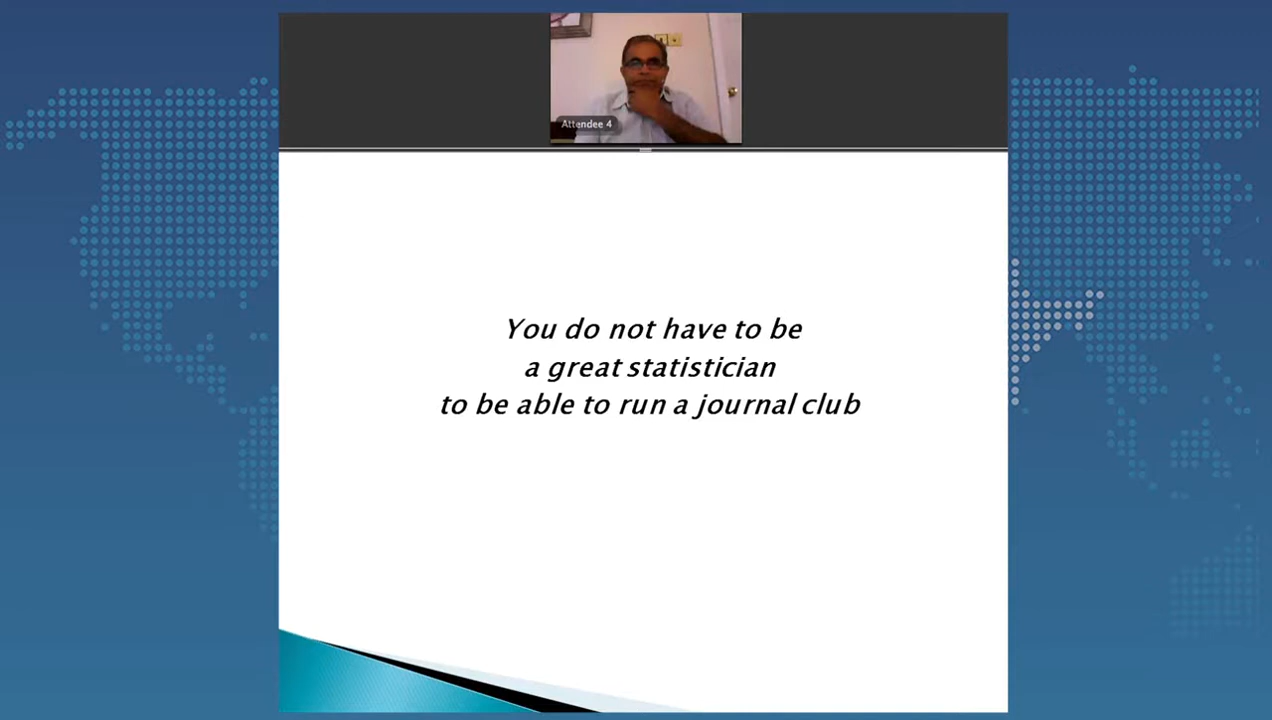 Attendee 4
You do not have to be
a great statistician
to be able to run a journal club